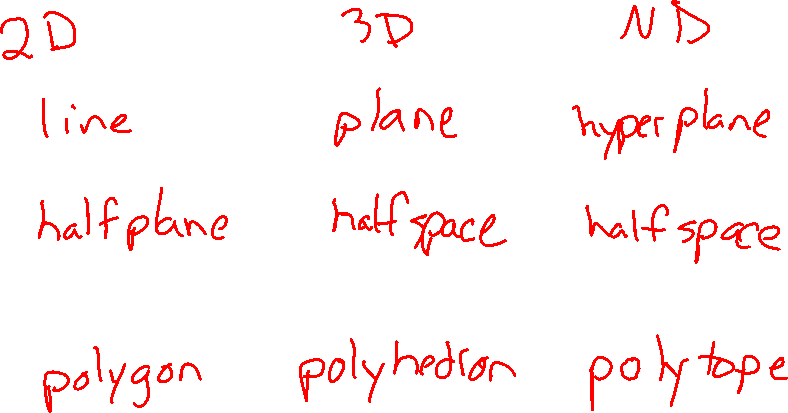 2D 3D ND
line plane hyperplane
halfplane halfspace halfspace
polygon polyhedron polytope